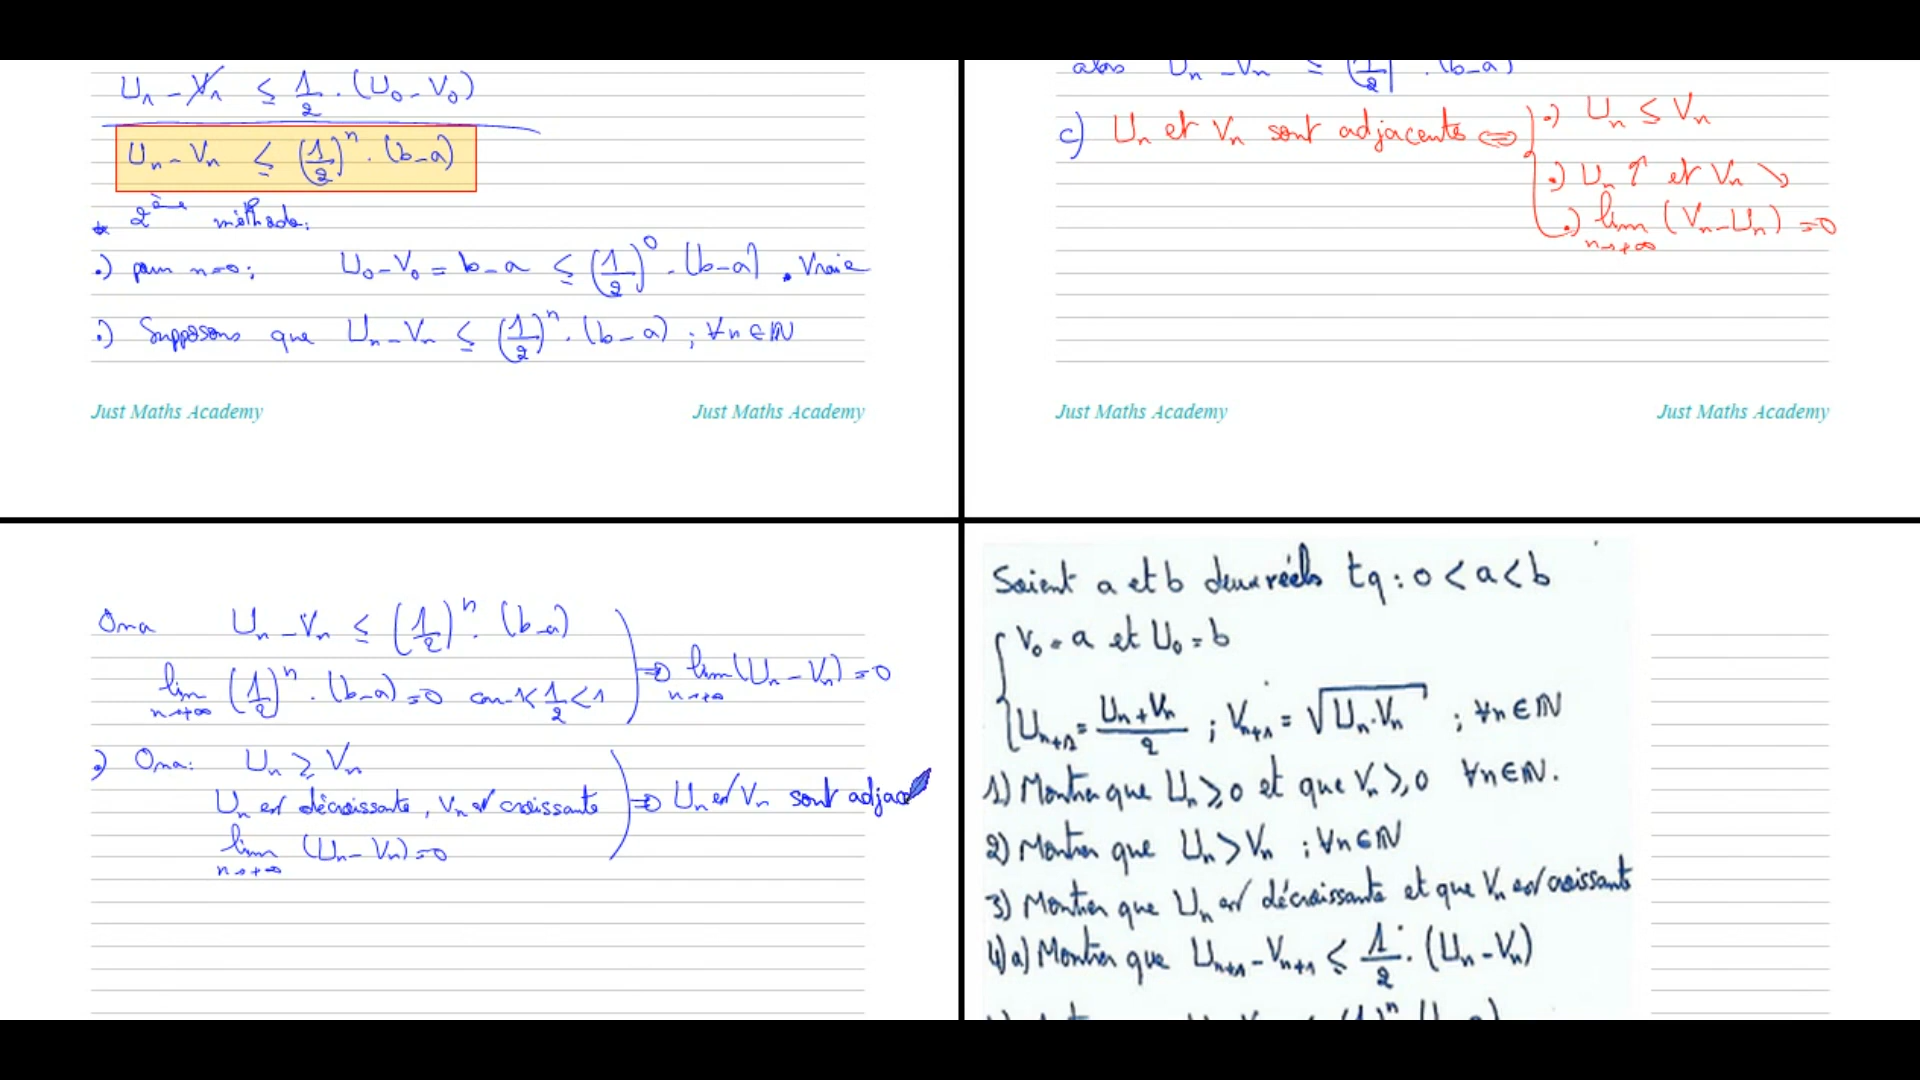 U₁ - V₁ ≤ 1/2 . (U₀ - V₀)
Uₙ - Vₙ ≤ (1/2)ⁿ . (b-a)
* 2ème méthode:
.) pour n=0; U₀ - V₀ = b - a ≤ (1/2)⁰ . (b-a) . Vraie
.) Supposons que Uₙ - Vₙ ≤ (1/2)ⁿ . (b-a) ; ∀n ∈ ℕ
Just Maths Academy Just Maths Academy
alors Uₙ - Vₙ ≤ (1/2) . (b-a)
c) Uₙ et Vₙ sont adjacentes ⇔ .) Uₙ ≤ Vₙ
.) Uₙ ↑ et Vₙ ↘
.) lim n→+∞ (Vₙ - Uₙ) = 0
Just Maths Academy Just Maths Academy
On a Uₙ - Vₙ ≤ (1/2)ⁿ . (b-a)
lim n→+∞ (1/2)ⁿ . (b-a) = 0 car -1 < 1/2 < 1 ⇒ lim n→+∞ (Uₙ - Vₙ) = 0
.) On a: Uₙ ≥ Vₙ
Uₙ est décroissante, Vₙ est croissante ⇒ Uₙ et Vₙ sont adjace
lim n→+∞ (Uₙ - Vₙ) = 0
Soient a et b deux réels tq : 0 < a < b
V₀ = a et U₀ = b
Uₙ₊₁ = (Uₙ + Vₙ)/2 ; Vₙ₊₁ = √(Uₙ . Vₙ) ; ∀n ∈ ℕ
1) Montrer que Uₙ ≥ 0 et que Vₙ ≥ 0 ∀n ∈ ℕ.
2) Montrer que Uₙ > Vₙ ; ∀n ∈ ℕ
3) Montrer que Uₙ est décroissante et que Vₙ est croissante
4) a) Montrer que Uₙ₊₁ - Vₙ₊₁ ≤ 1/2 . (Uₙ - Vₙ)